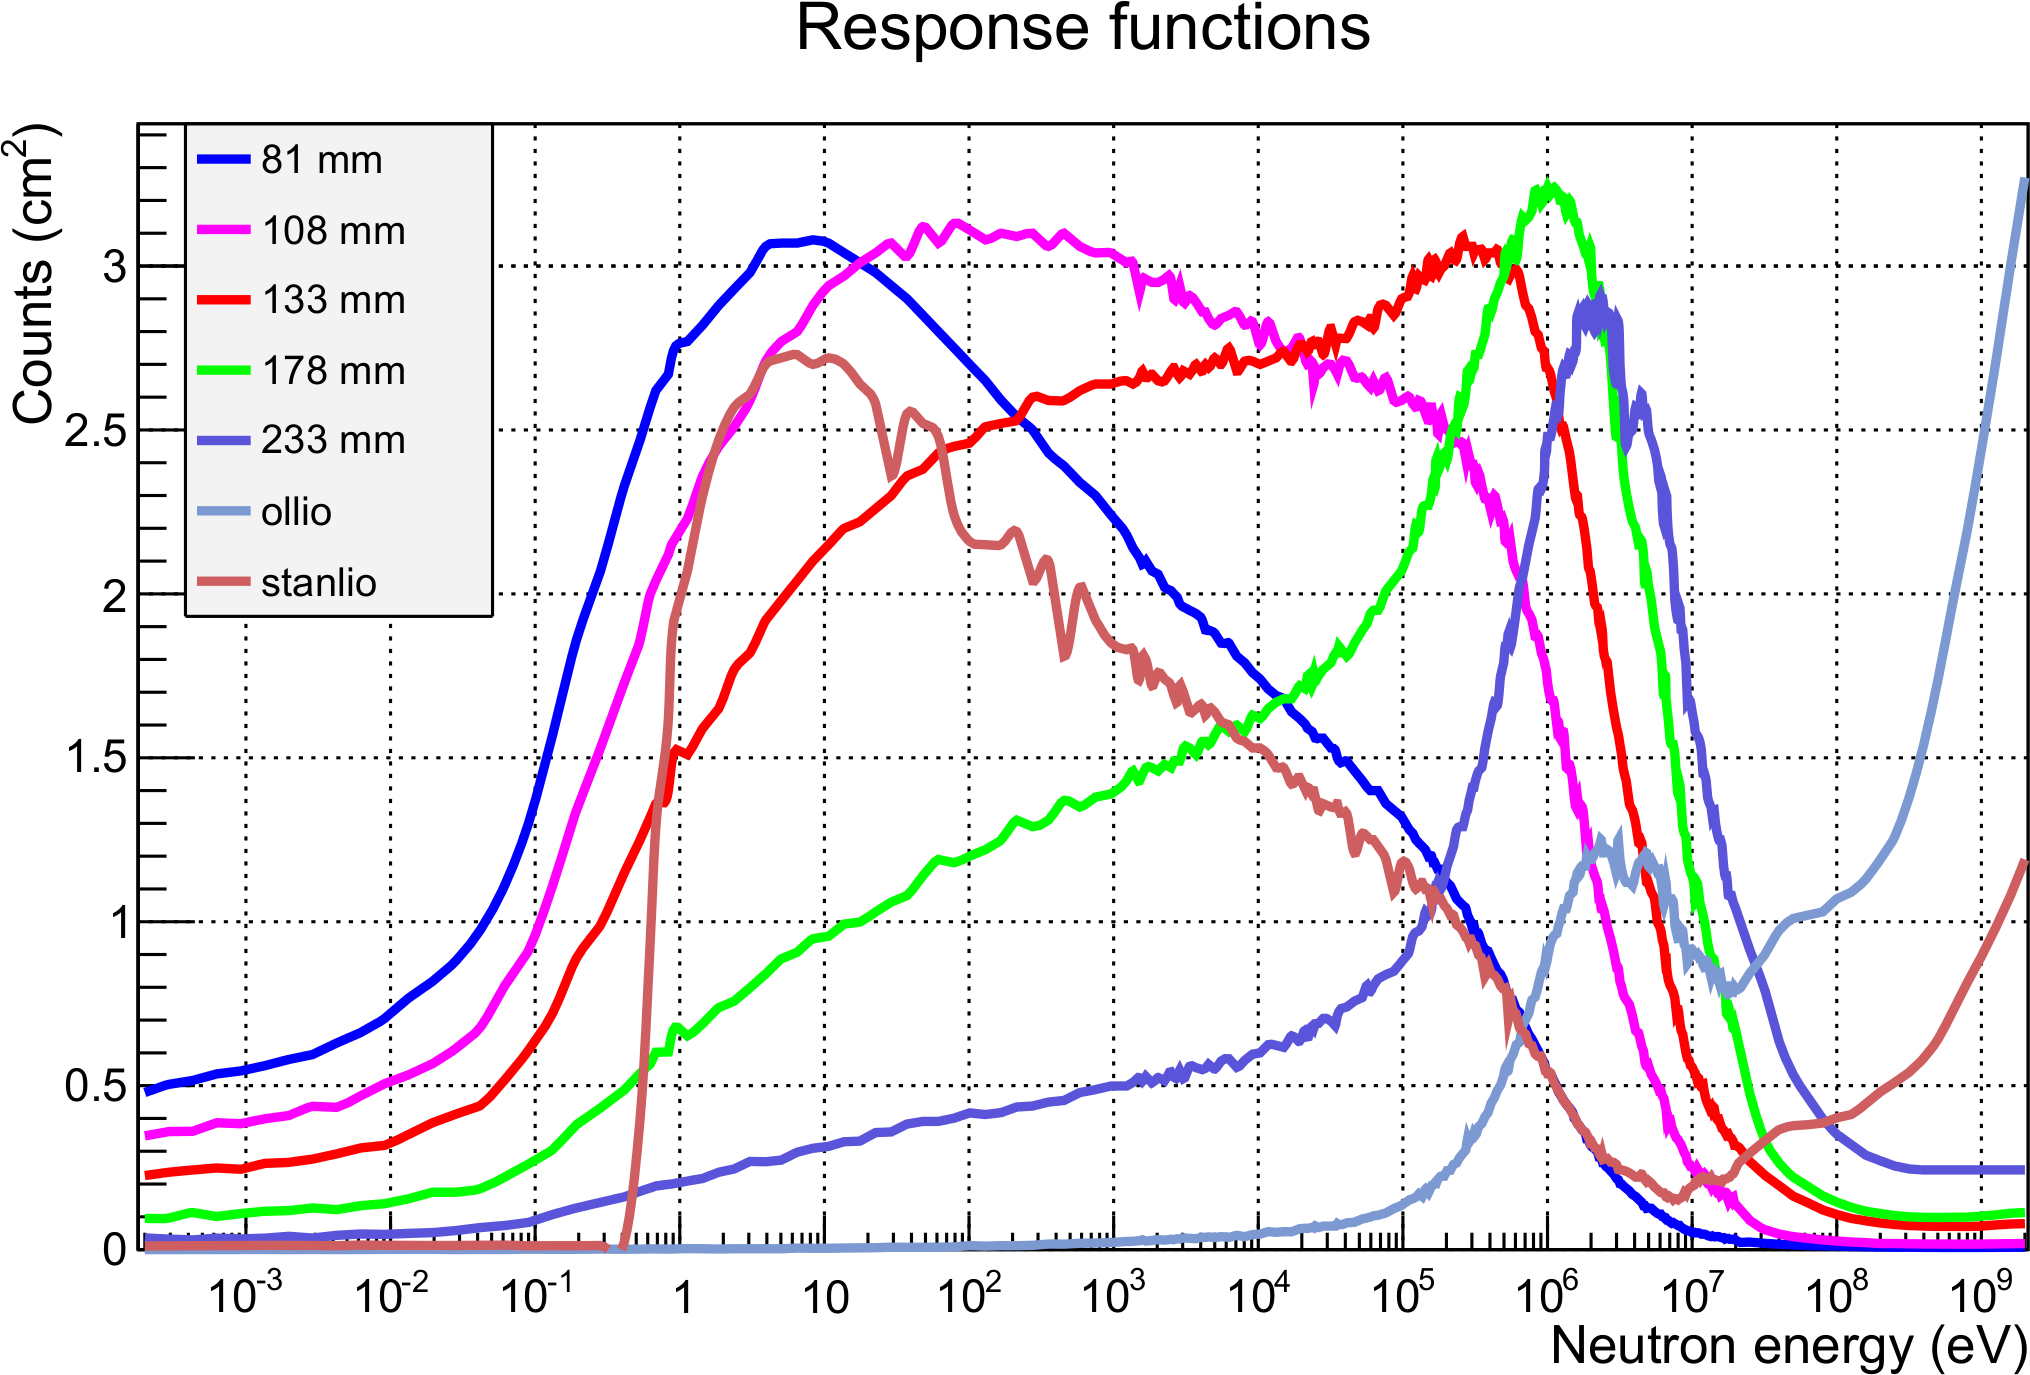 Response functions
Counts (cm²)
81 mm
108 mm
133 mm
178 mm
233 mm
ollio
stanlio
3
2.5
2
1.5
1
0.5
0
10⁻³ 10⁻² 10⁻¹ 1 10 10² 10³ 10⁴ 10⁵ 10⁶ 10⁷ 10⁸ 10⁹
Neutron energy (eV)